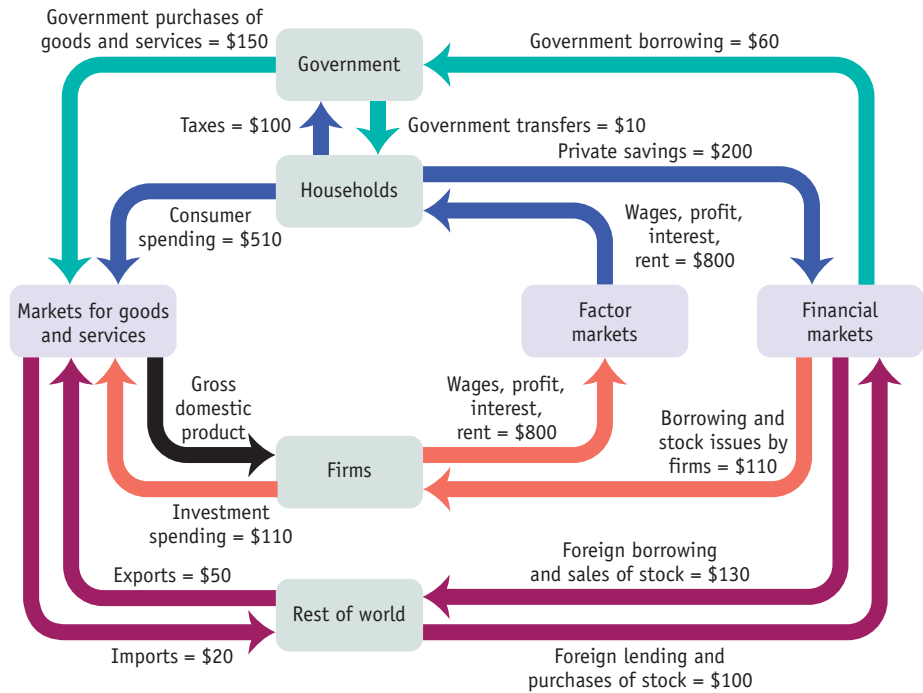 Government purchases of
goods and services = $150
Government
Government borrowing = $60
Taxes = $100
Government transfers = $10
Private savings = $200
Households
Consumer
spending = $510
Wages, profit,
interest,
rent = $800
Markets for goods
and services
Factor
markets
Financial
markets
Gross
domestic
product
Wages, profit,
interest,
rent = $800
Borrowing and
stock issues by
firms = $110
Firms
Investment
spending = $110
Exports = $50
Foreign borrowing
and sales of stock = $130
Rest of world
Imports = $20
Foreign lending and
purchases of stock = $100